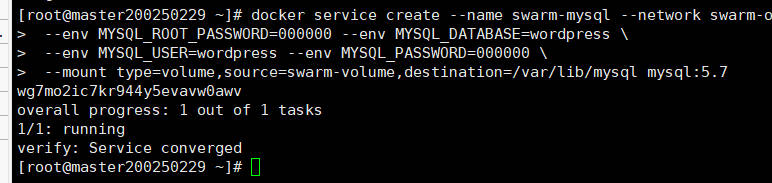 [root@master200250229 ~]# docker service create --name swarm-mysql --network swarm-o
>  --env MYSQL_ROOT_PASSWORD=000000 --env MYSQL_DATABASE=wordpress \
>  --env MYSQL_USER=wordpress --env MYSQL_PASSWORD=000000 \
>  --mount type=volume,source=swarm-volume,destination=/var/lib/mysql mysql:5.7
wg7mo2ic7kr944y5evavw0awv
overall progress: 1 out of 1 tasks
1/1: running
verify: Service converged
[root@master200250229 ~]#